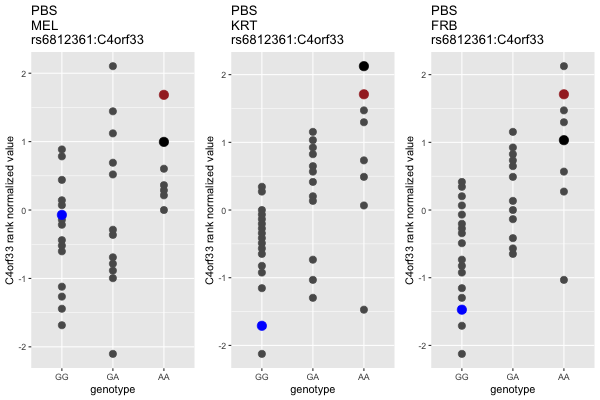 PBS
MEL
rs6812361:C4orf33
C4orf33 rank normalized value
2
1
0
-1
-2
GG
GA
AA
genotype
PBS
KRT
rs6812361:C4orf33
C4orf33 rank normalized value
2
1
0
-1
-2
GG
GA
AA
genotype
PBS
FRB
rs6812361:C4orf33
C4orf33 rank normalized value
2
1
0
-1
-2
GG
GA
AA
genotype